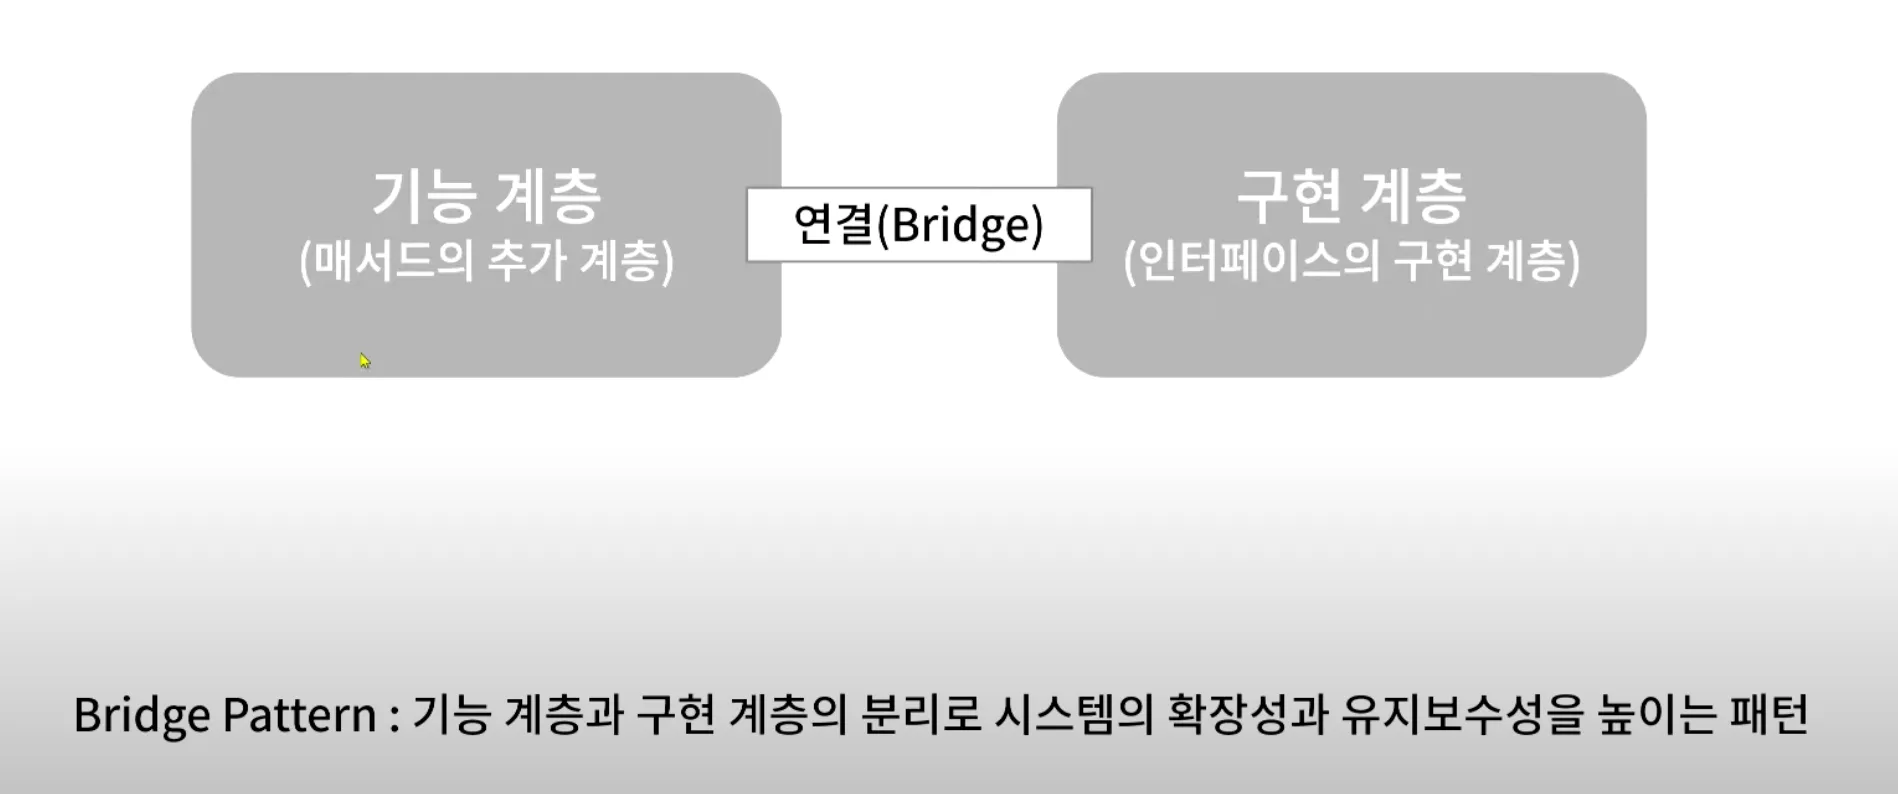 기능 계층
(매서드의 추가 계층)
연결(Bridge)
구현 계층
(인터페이스의 구현 계층)
Bridge Pattern : 기능 계층과 구현 계층의 분리로 시스템의 확장성과 유지보수성을 높이는 패턴